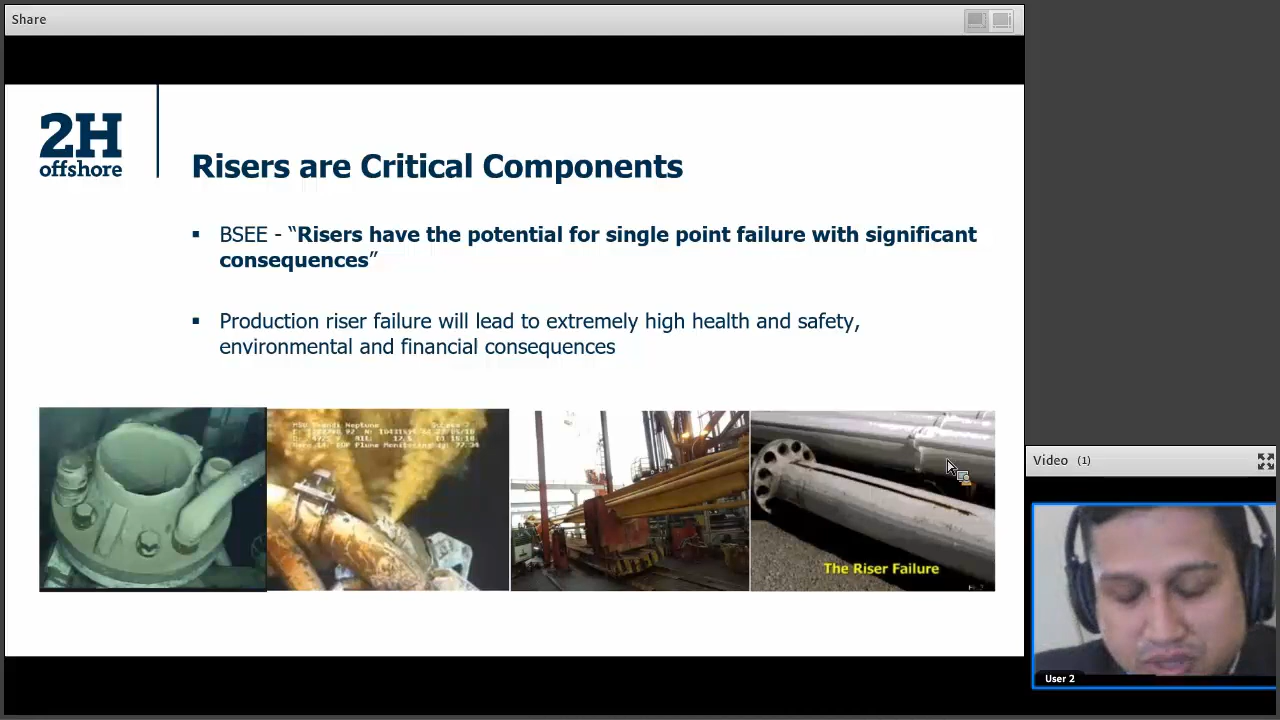 Share
2H
offshore
Risers are Critical Components
▪ BSEE - “Risers have the potential for single point failure with significant
consequences”
▪ Production riser failure will lead to extremely high health and safety,
environmental and financial consequences
The Riser Failure
Video (1)
User 2